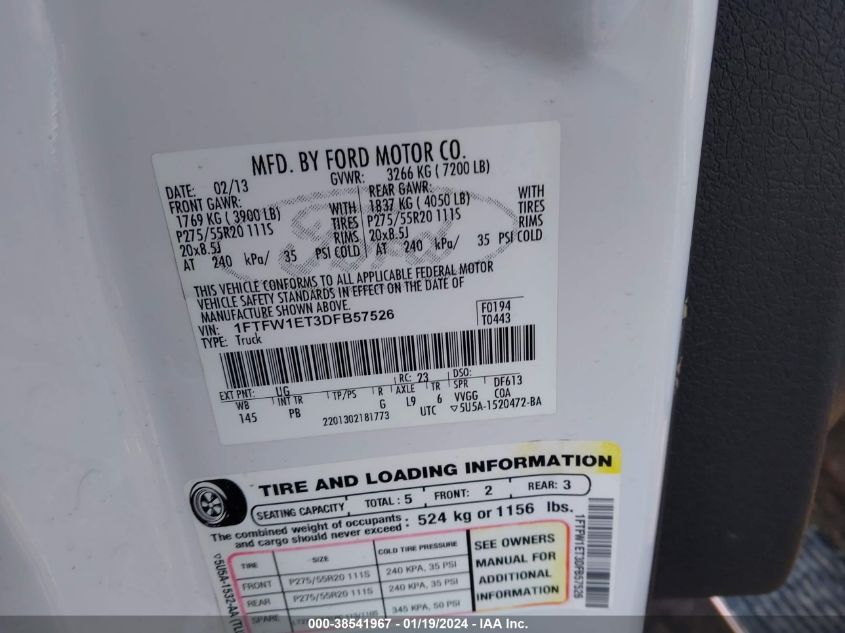 MFD. BY FORD MOTOR CO.
DATE: 02/13 GVWR: 3266 KG ( 7200 LB)
FRONT GAWR: REAR GAWR:
1769 KG ( 3900 LB) WITH 1837 KG ( 4050 LB) WITH
P275/55R20 111S TIRES P275/55R20 111S TIRES
20x8.5J RIMS 20x8.5J RIMS
AT 240 kPa/ 35 PSI COLD AT 240 kPa/ 35 PSI COLD
Ford
THIS VEHICLE CONFORMS TO ALL APPLICABLE FEDERAL MOTOR
VEHICLE SAFETY STANDARDS IN EFFECT ON THE DATE OF
MANUFACTURE SHOWN ABOVE.
VIN: 1FTFW1ET3DFB57526 F0194
TYPE: Truck T0443
EXT PNT: UG RC: 23 DSO: DF613
WB INT TR TP/PS R AXLE TR SPR COA
145 PB G L9 6 VVGG
2201302181773 UTC ▽5U5A-1520472-BA
TIRE AND LOADING INFORMATION
SEATING CAPACITY TOTAL: 5 FRONT: 2 REAR: 3
The combined weight of occupants and cargo should never exceed: 524 kg or 1156 lbs.
TIRE SIZE COLD TIRE PRESSURE
FRONT P275/55R20 111S 240 KPA, 35 PSI
REAR P275/55R20 111S 240 KPA, 35 PSI
SPARE 345 KPA, 50 PSI
SEE OWNERS
MANUAL FOR
ADDITIONAL
INFORMATION
1FTFW1ET3DFB57526
▽5U5A-1532-AA
000-38541967 - 01/19/2024 - IAA Inc.